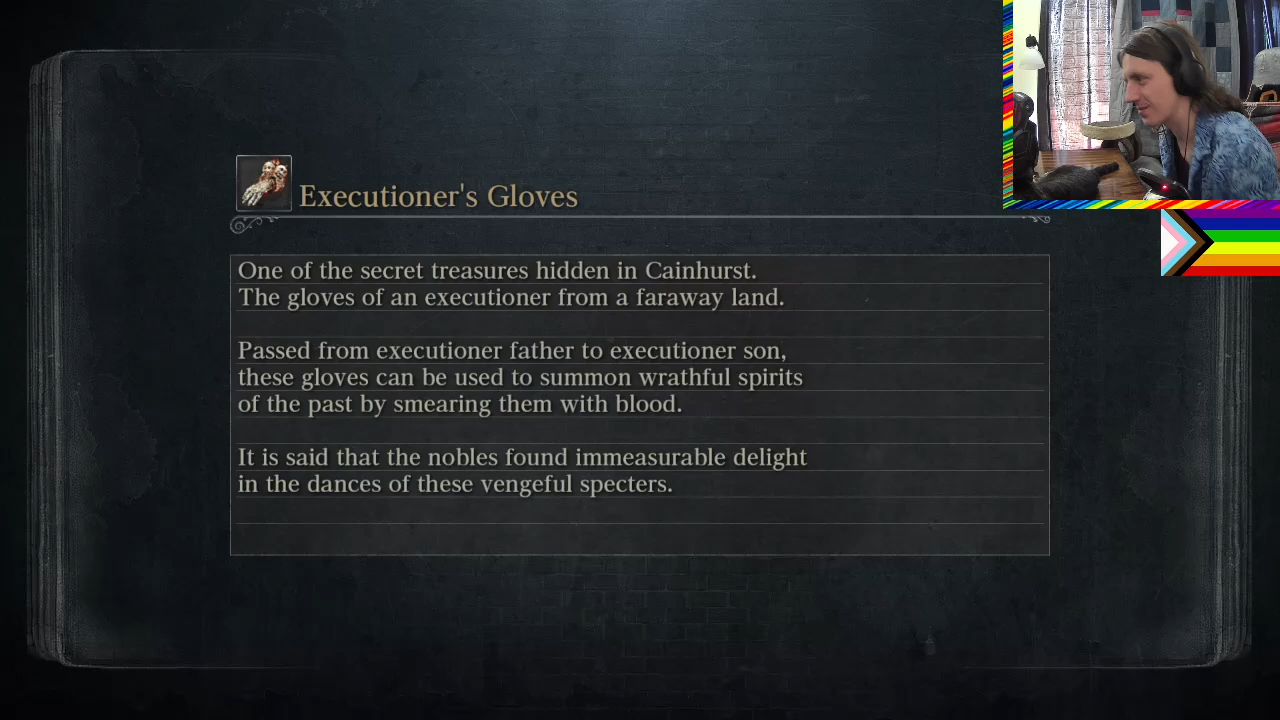 Executioner's Gloves
One of the secret treasures hidden in Cainhurst.
The gloves of an executioner from a faraway land.
Passed from executioner father to executioner son,
these gloves can be used to summon wrathful spirits
of the past by smearing them with blood.
It is said that the nobles found immeasurable delight
in the dances of these vengeful specters.